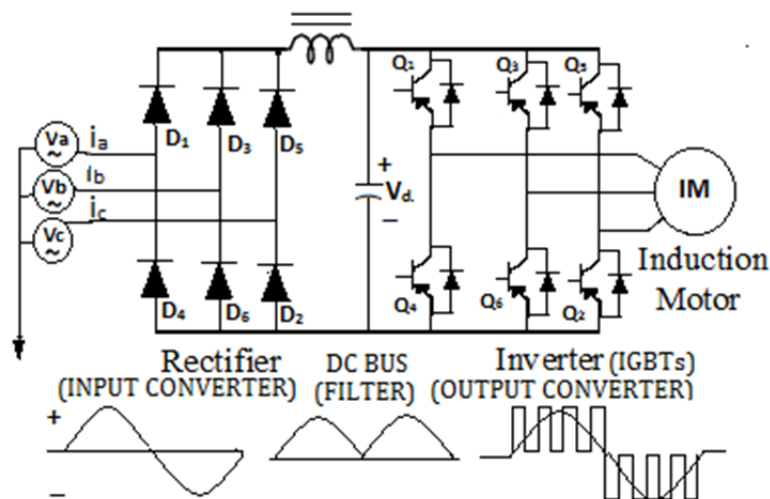 Va
ia
D₁
D₃
D₅
Q₁
Q₃
Q₅
Vb
ib
Vc
ic
+
Vd.
−
IM
Induction
Motor
D₄
D₆
D₂
Q₄
Q₆
Q₂
Rectifier
(INPUT CONVERTER)
DC BUS
(FILTER)
Inverter (IGBTs)
(OUTPUT CONVERTER)
+
−